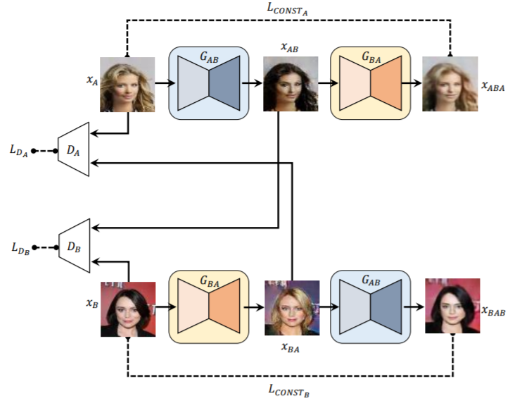 L_{CONST_A}
G_{AB}
x_{AB}
G_{BA}
x_A
x_{ABA}
D_A
L_{D_A}
D_B
L_{D_B}
x_B
G_{BA}
G_{AB}
x_{BAB}
x_{BA}
L_{CONST_B}